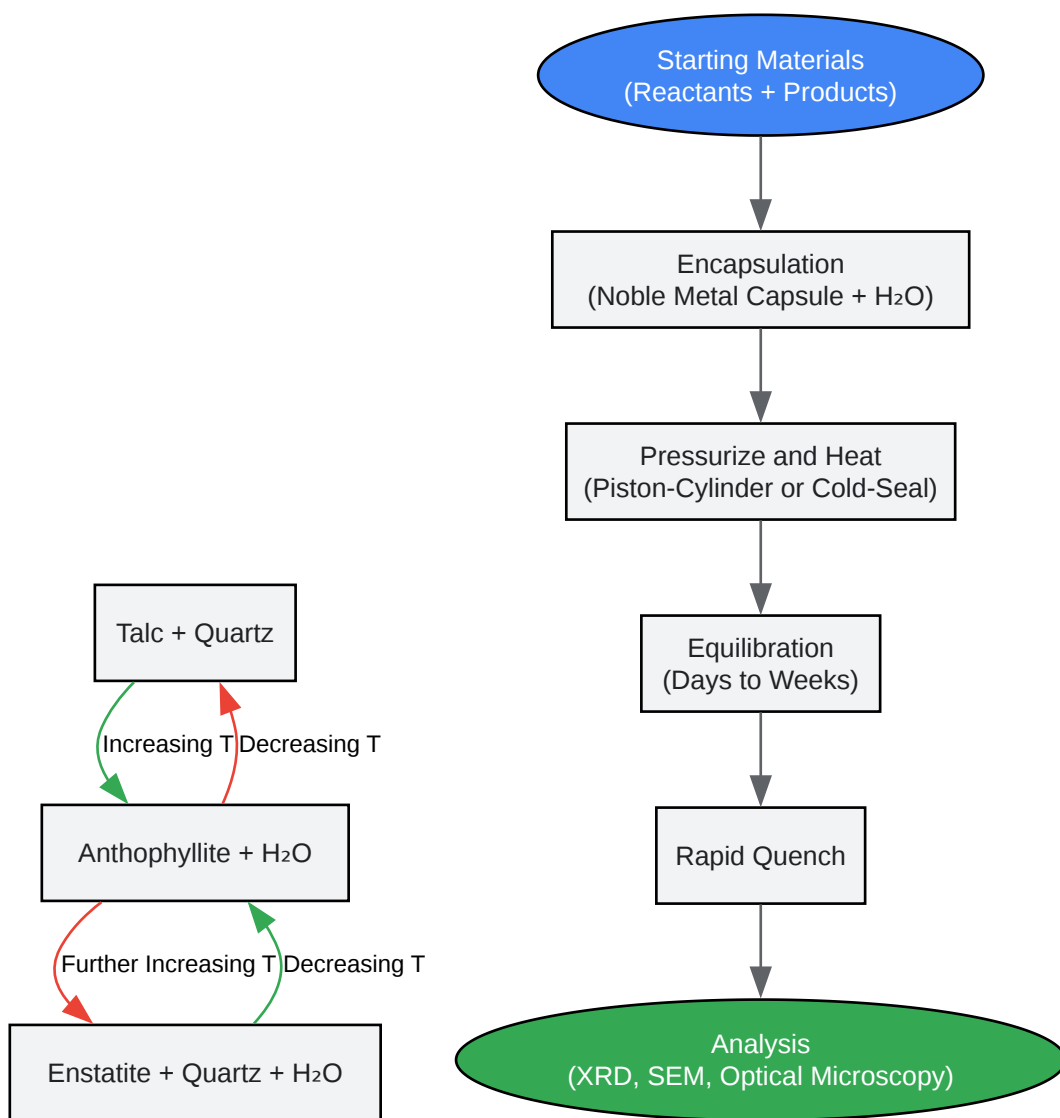 Starting Materials
(Reactants + Products)
Encapsulation
(Noble Metal Capsule + H₂O)
Pressurize and Heat
(Piston-Cylinder or Cold-Seal)
Equilibration
(Days to Weeks)
Rapid Quench
Analysis
(XRD, SEM, Optical Microscopy)
Talc + Quartz
Increasing T
Decreasing T
Anthophyllite + H₂O
Further Increasing T
Decreasing T
Enstatite + Quartz + H₂O